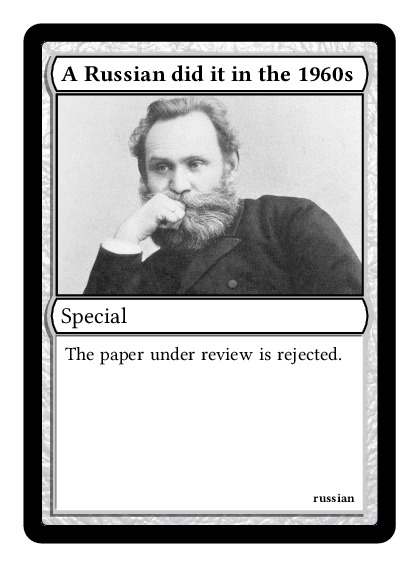 A Russian did it in the 1960s
Special
The paper under review is rejected.
russian